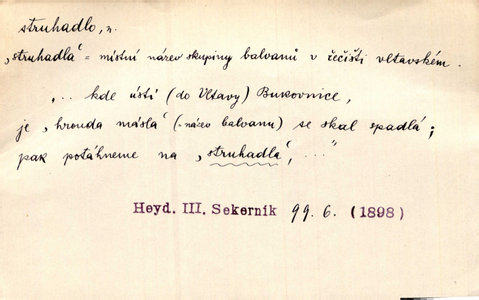 struhadlo, n.
„struhadla“ = místní název skupiny balvanů v řečišti vltavském.
„.. kde ústí (do Vltavy) Bukovnice,
je „hrouda másla“ (= název balvanu) se skal spadlá;
pak potáhneme na „struhadla“, ..."
Heyd. III. Sekerník 99. 6. (1898)